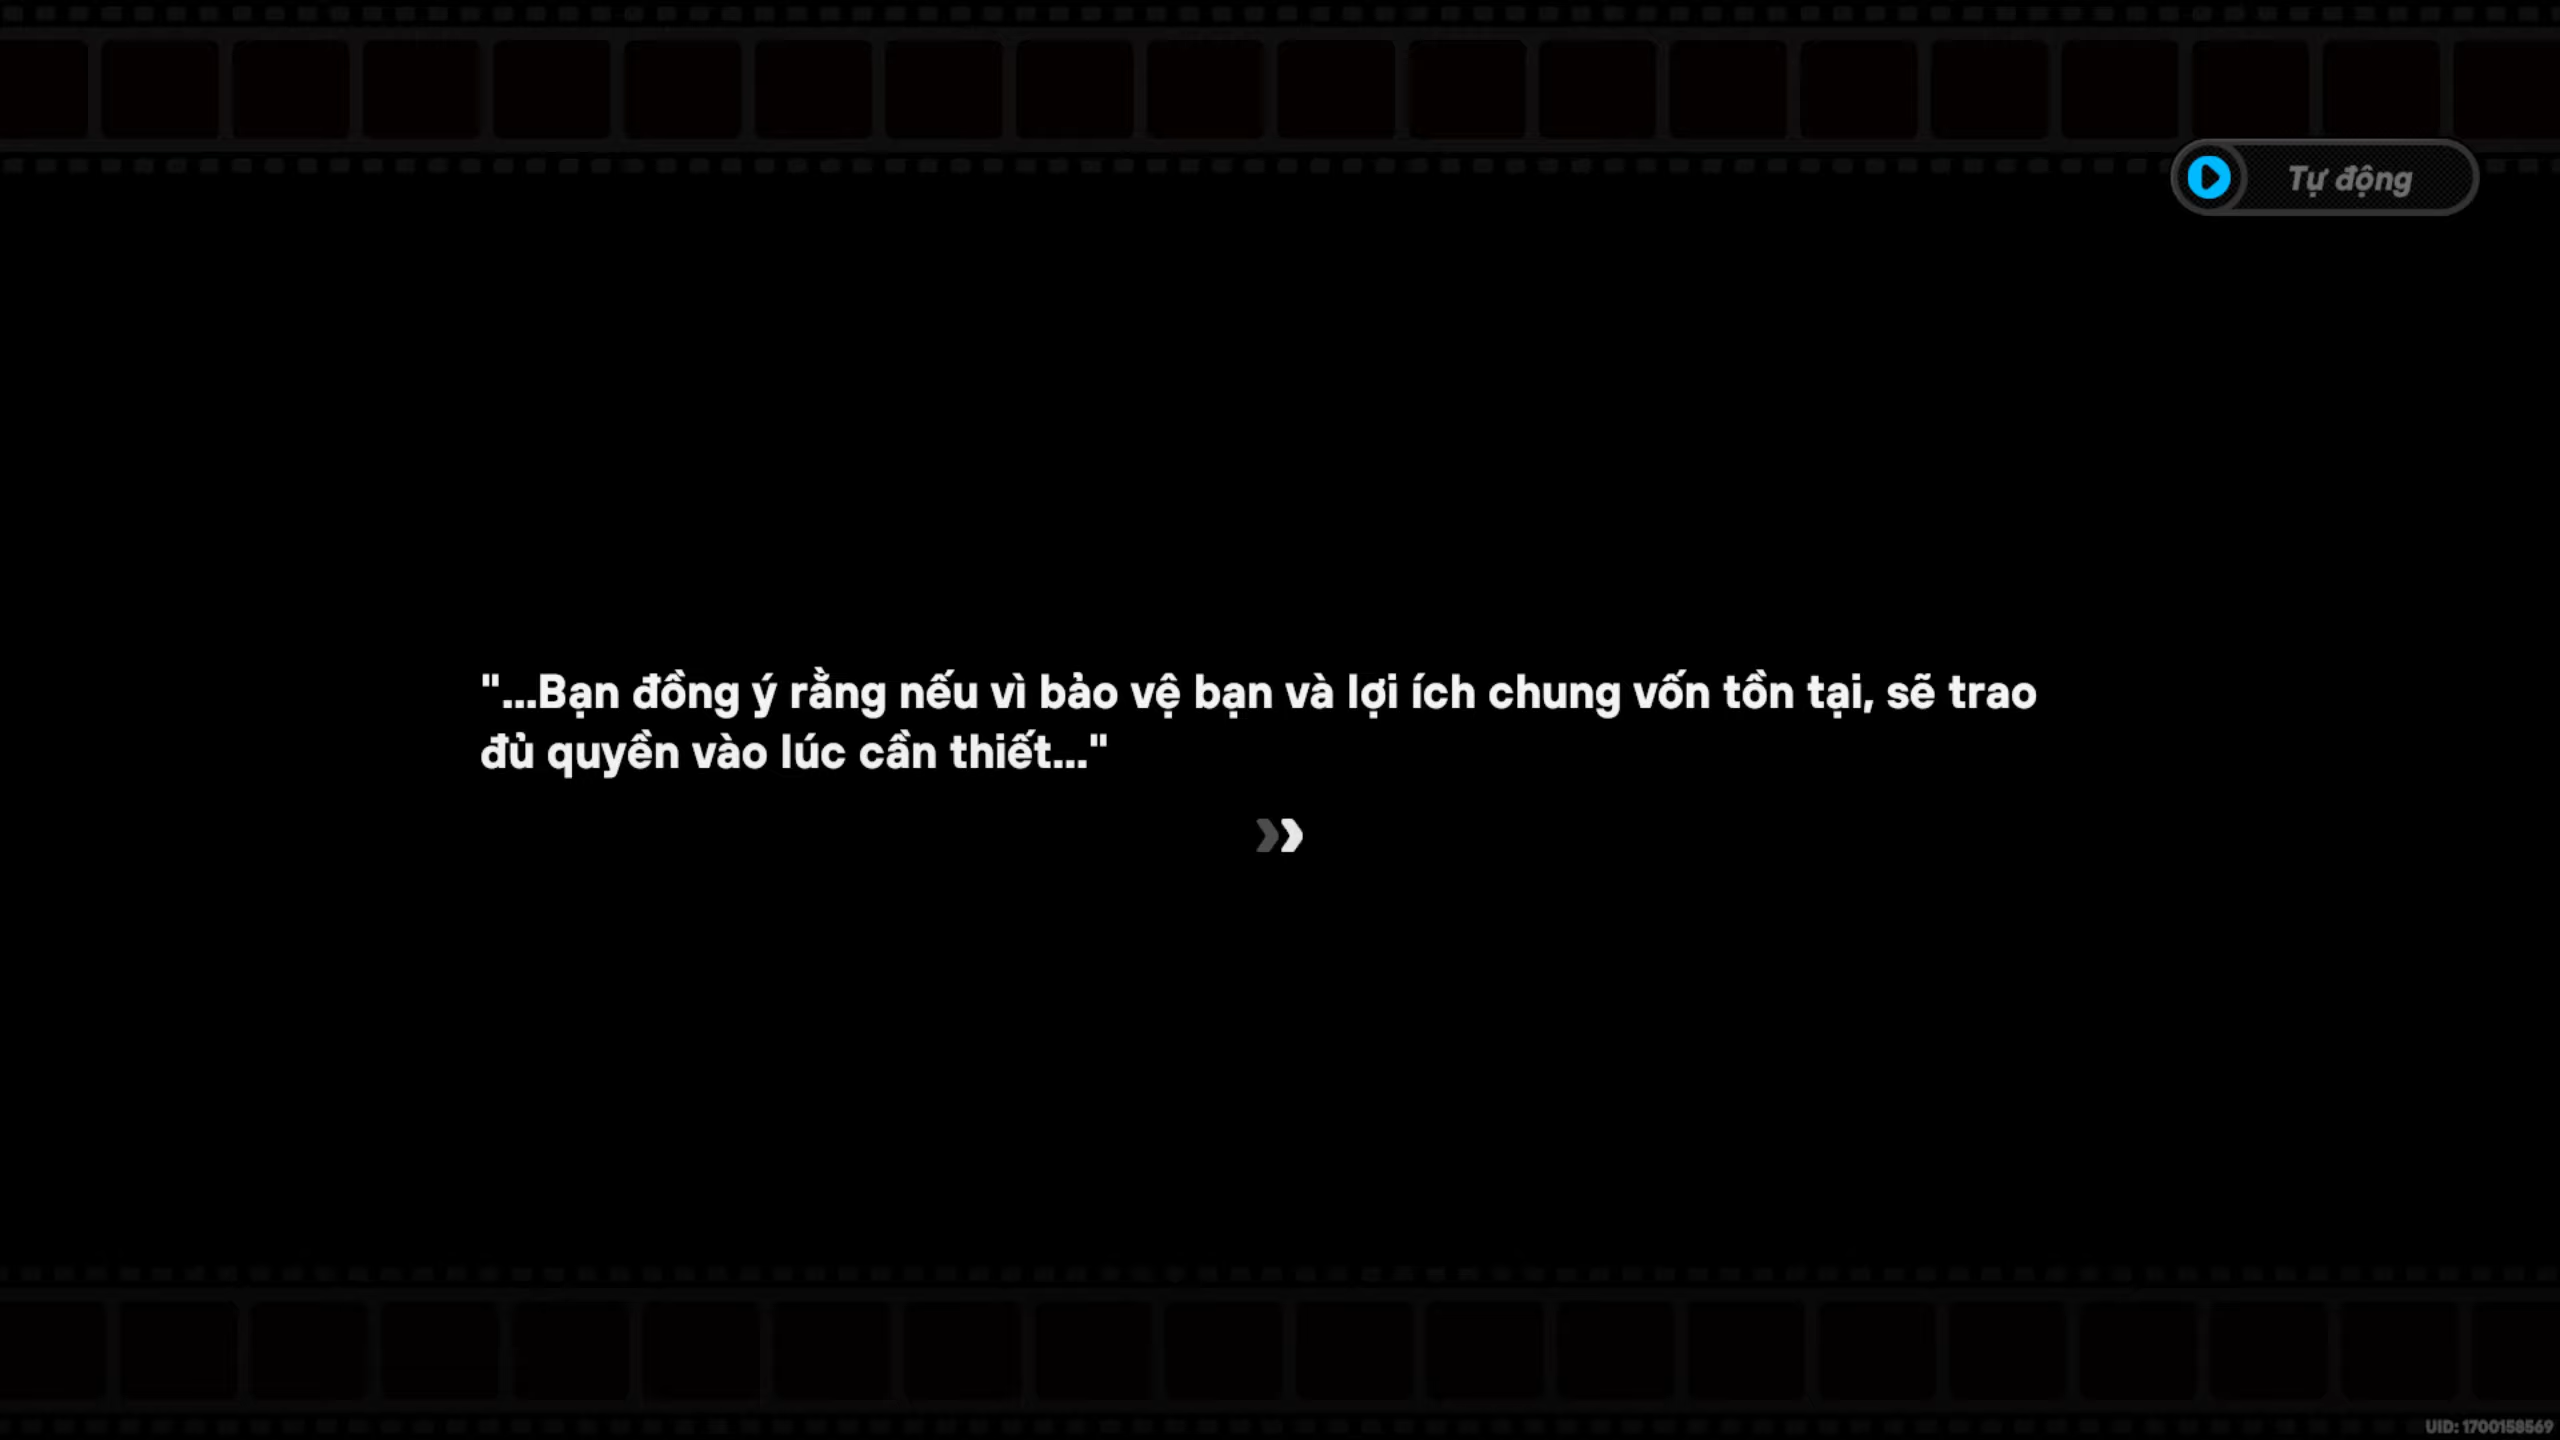 Tự động
"...Bạn đồng ý rằng nếu vì bảo vệ bạn và lợi ích chung vốn tồn tại, sẽ trao
đủ quyền vào lúc cần thiết..."
UID: 1700158569